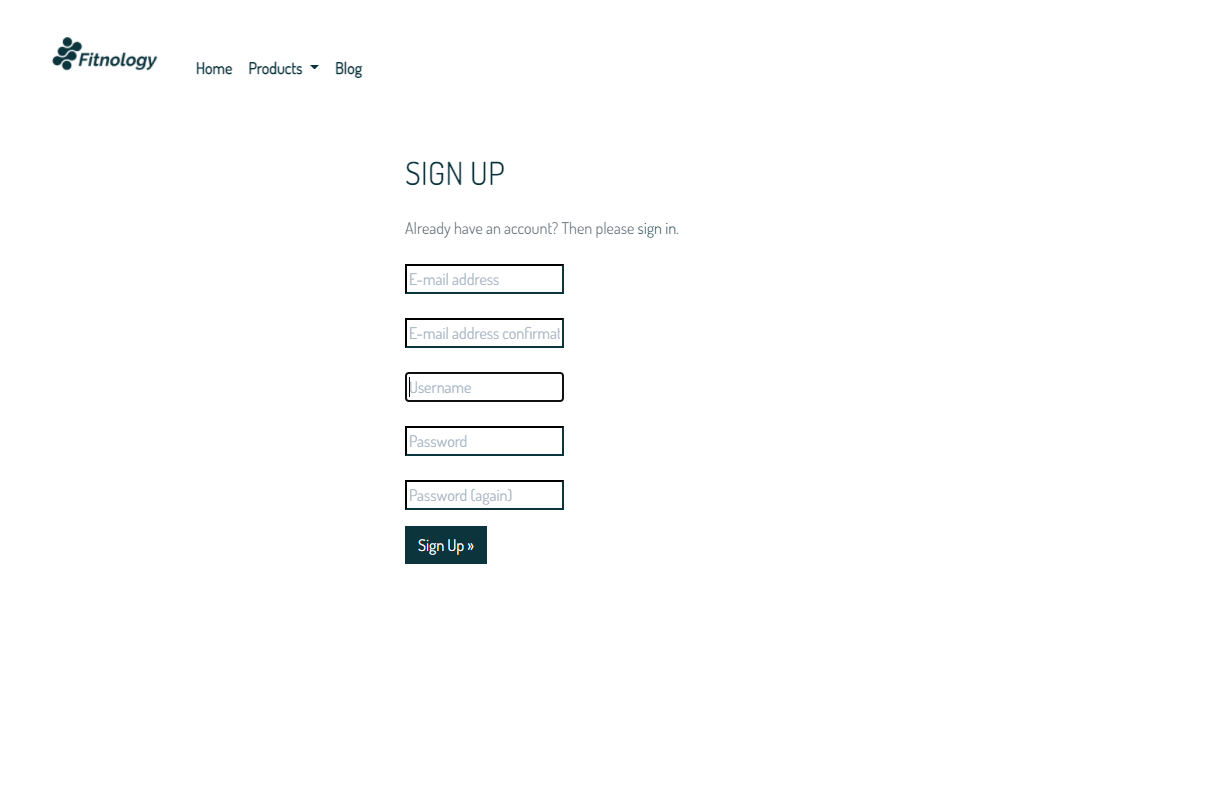 Fitnology
Home Products Blog
SIGN UP
Already have an account? Then please sign in.
E-mail address
E-mail address confirmat
Username
Password
Password (again)
Sign Up »